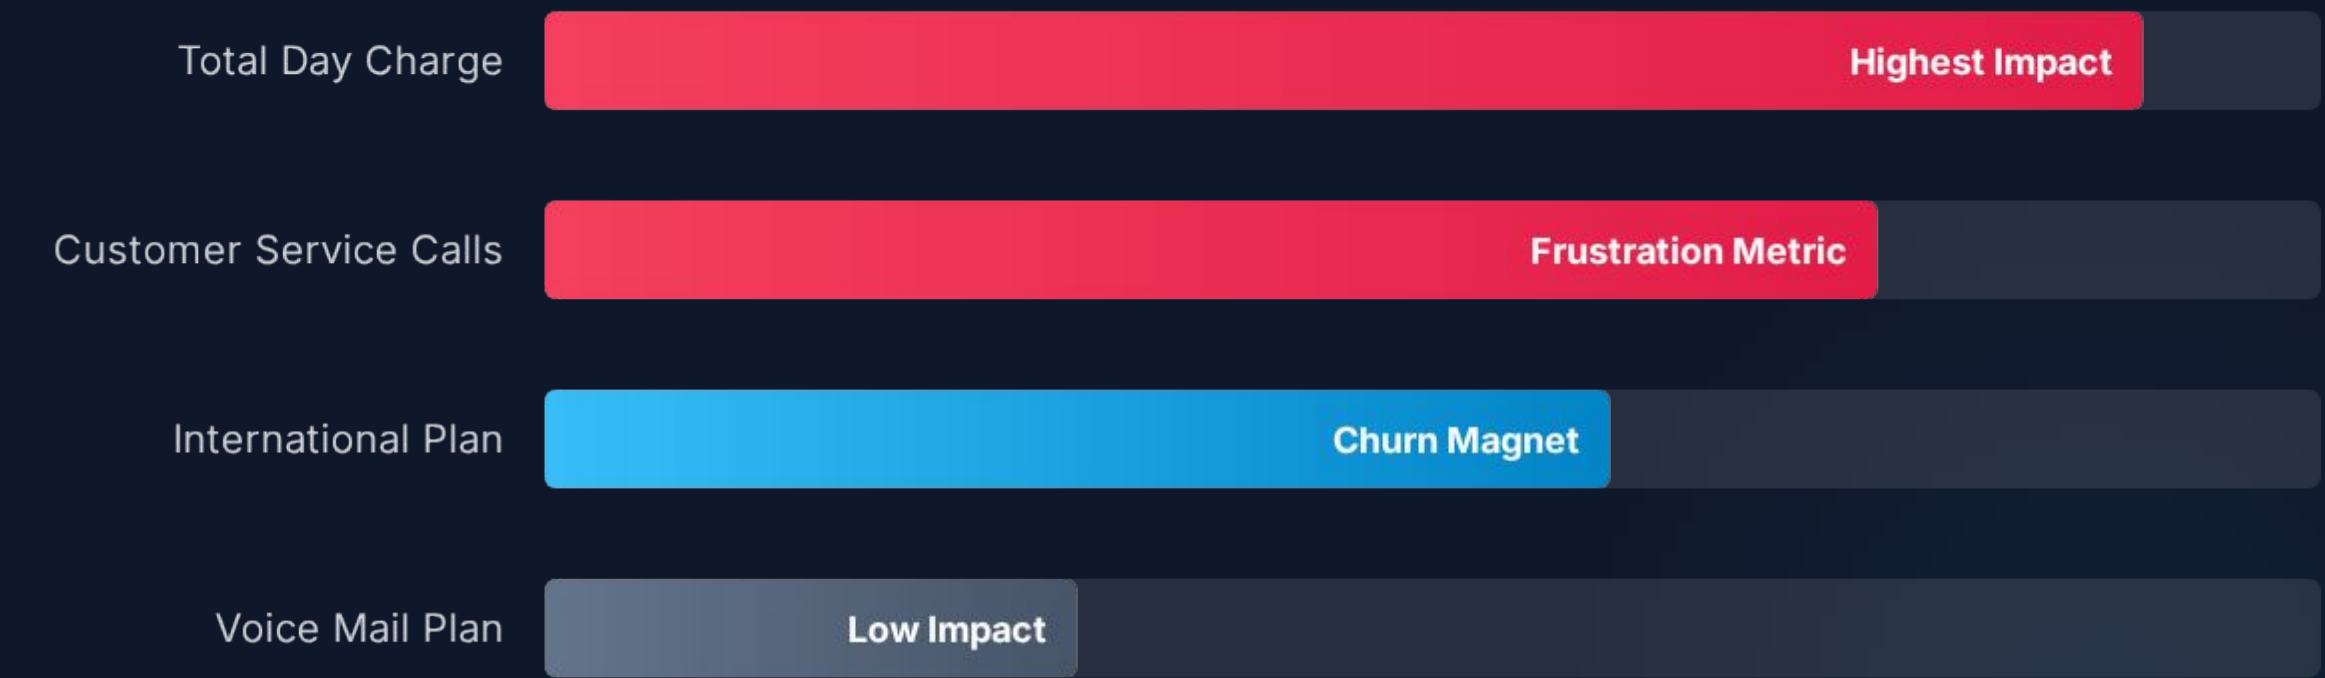 Total Day Charge
Highest Impact
Customer Service Calls
Frustration Metric
International Plan
Churn Magnet
Voice Mail Plan
Low Impact